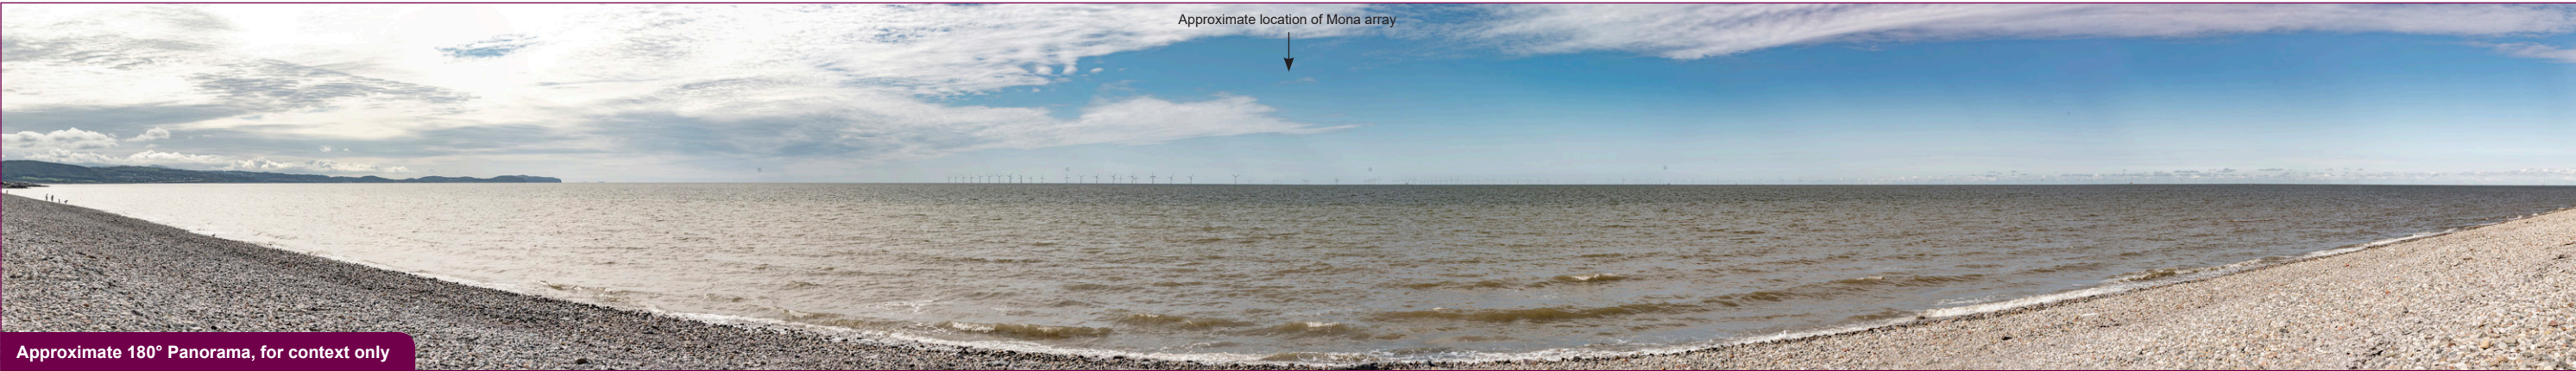 Approximate location of Mona array
Approximate 180° Panorama, for context only